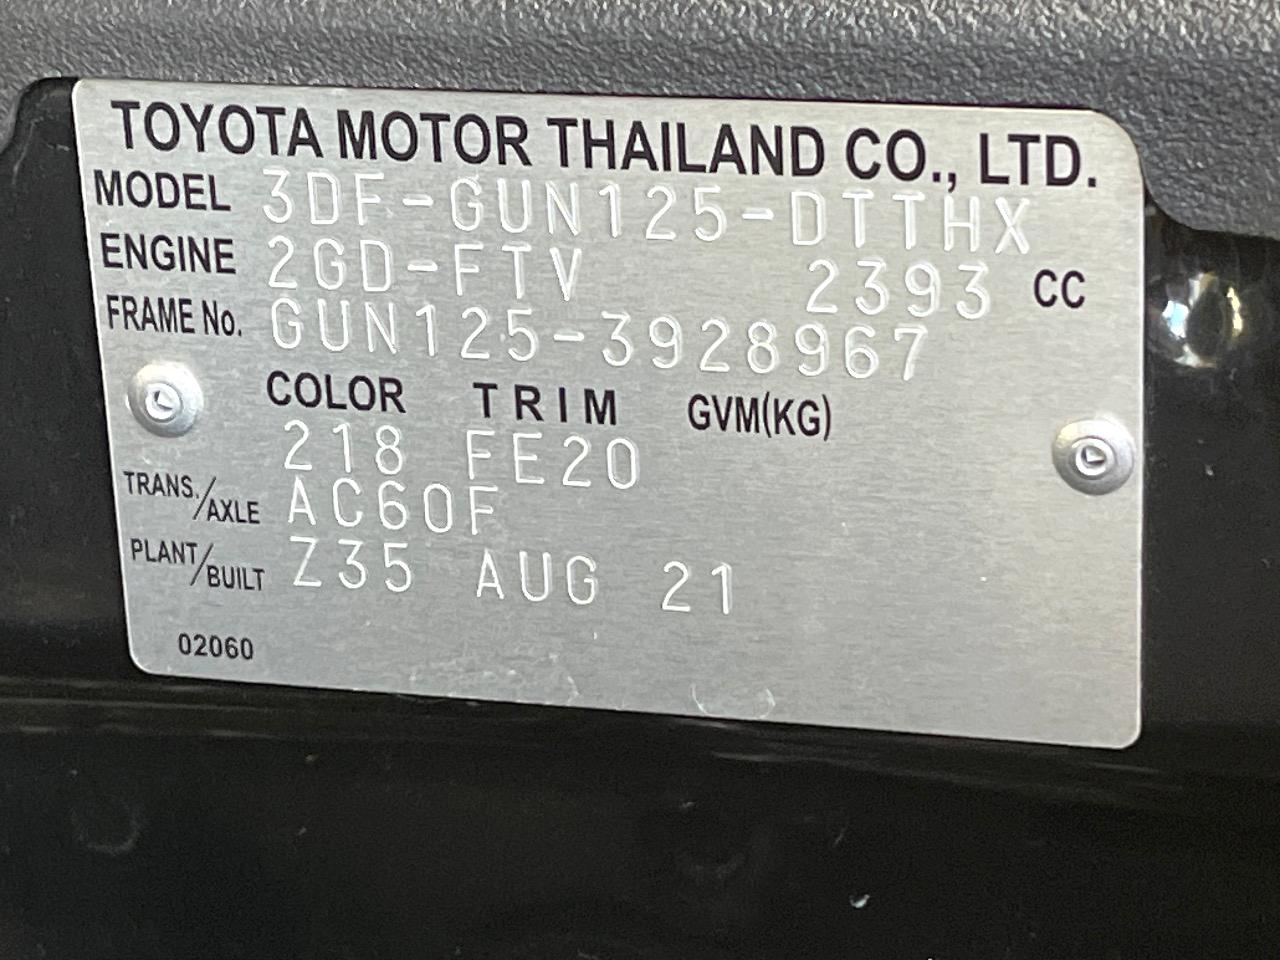 TOYOTA MOTOR THAILAND CO., LTD.
MODEL 3DF-GUN125-DTTHX
ENGINE 2GD-FTV 2393 CC
FRAME No. GUN125-3928967
COLOR TRIM GVM(KG)
218 FE20
TRANS./AXLE AC60F
PLANT/BUILT Z35 AUG 21
02060